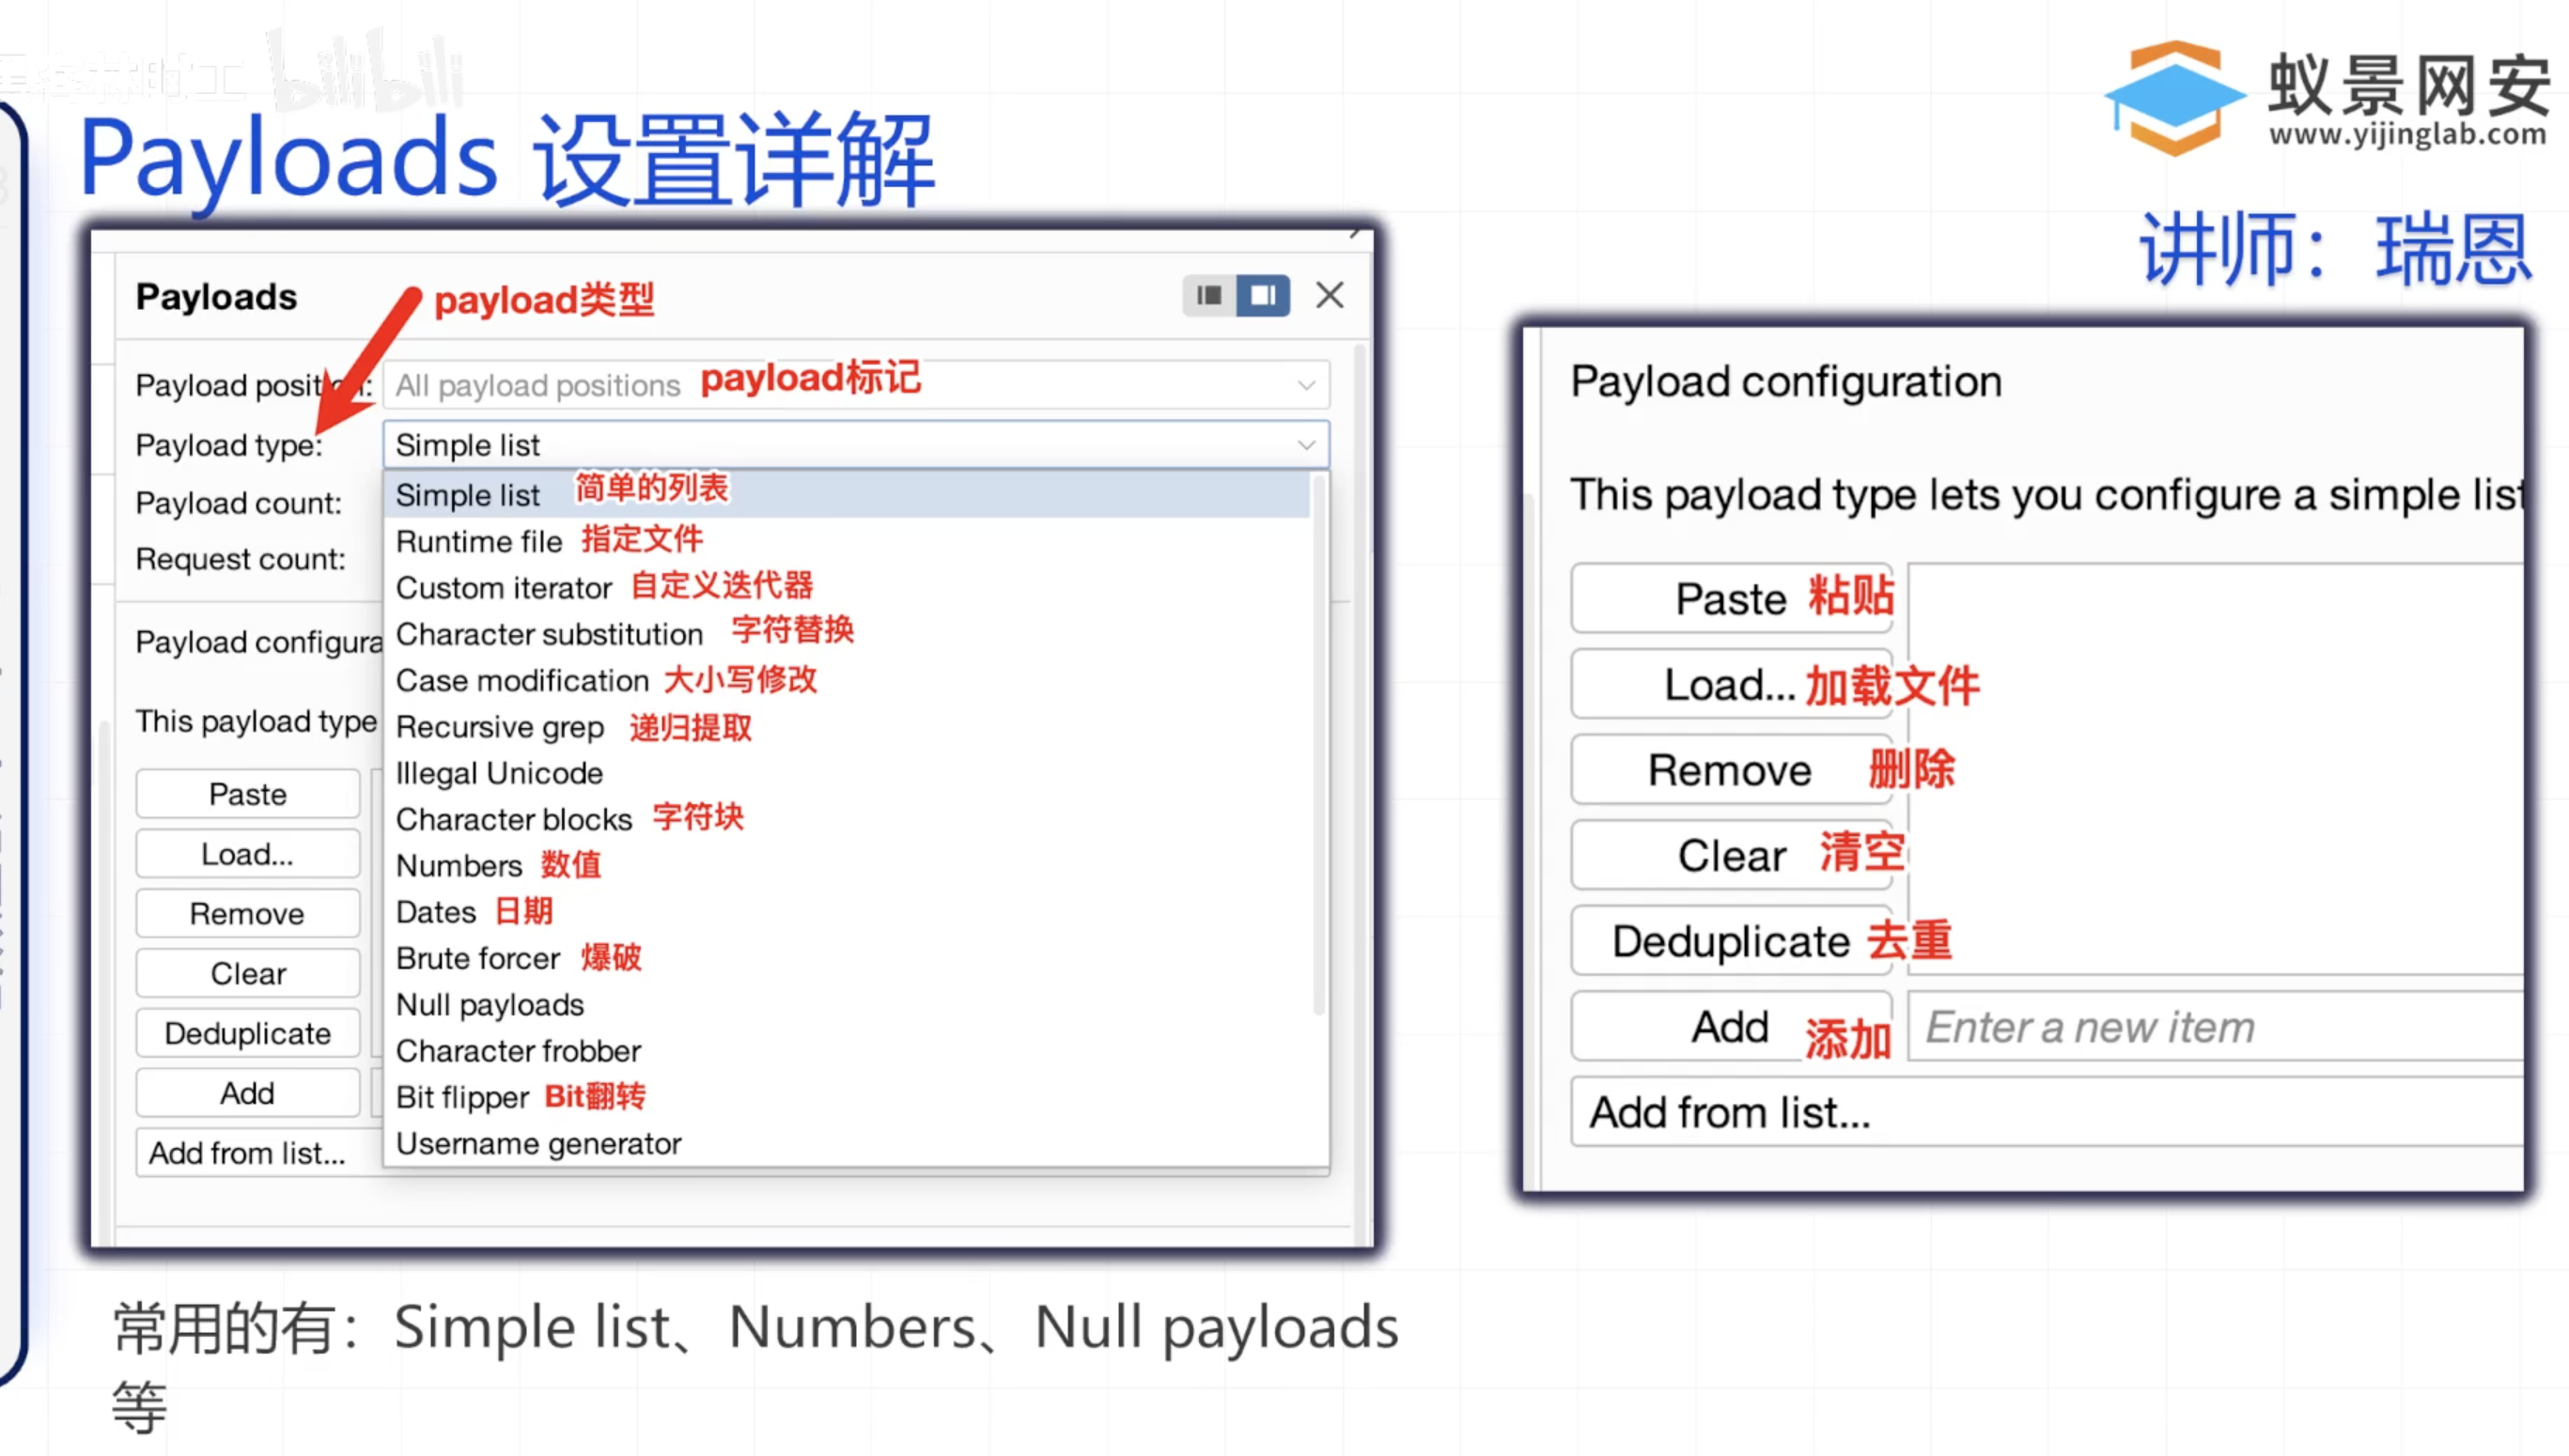 bilibili
蚁景网安
www.yijinglab.com
Payloads 设置详解
讲师：瑞恩
Payloads
payload类型
Payload position:
All payload positions
payload标记
Payload type:
Simple list
Payload count:
Request count:
Simple list 简单的列表
Runtime file 指定文件
Custom iterator 自定义迭代器
Character substitution 字符替换
Case modification 大小写修改
Recursive grep 递归提取
Illegal Unicode
Character blocks 字符块
Numbers 数值
Dates 日期
Brute forcer 爆破
Null payloads
Character frobber
Bit flipper Bit翻转
Username generator
Payload configura
This payload type
Paste
Load...
Remove
Clear
Deduplicate
Add
Add from list...
Payload configuration
This payload type lets you configure a simple list
Paste 粘贴
Load... 加载文件
Remove 删除
Clear 清空
Deduplicate 去重
Add 添加
Enter a new item
Add from list...
常用的有：Simple list、Numbers、Null payloads
等